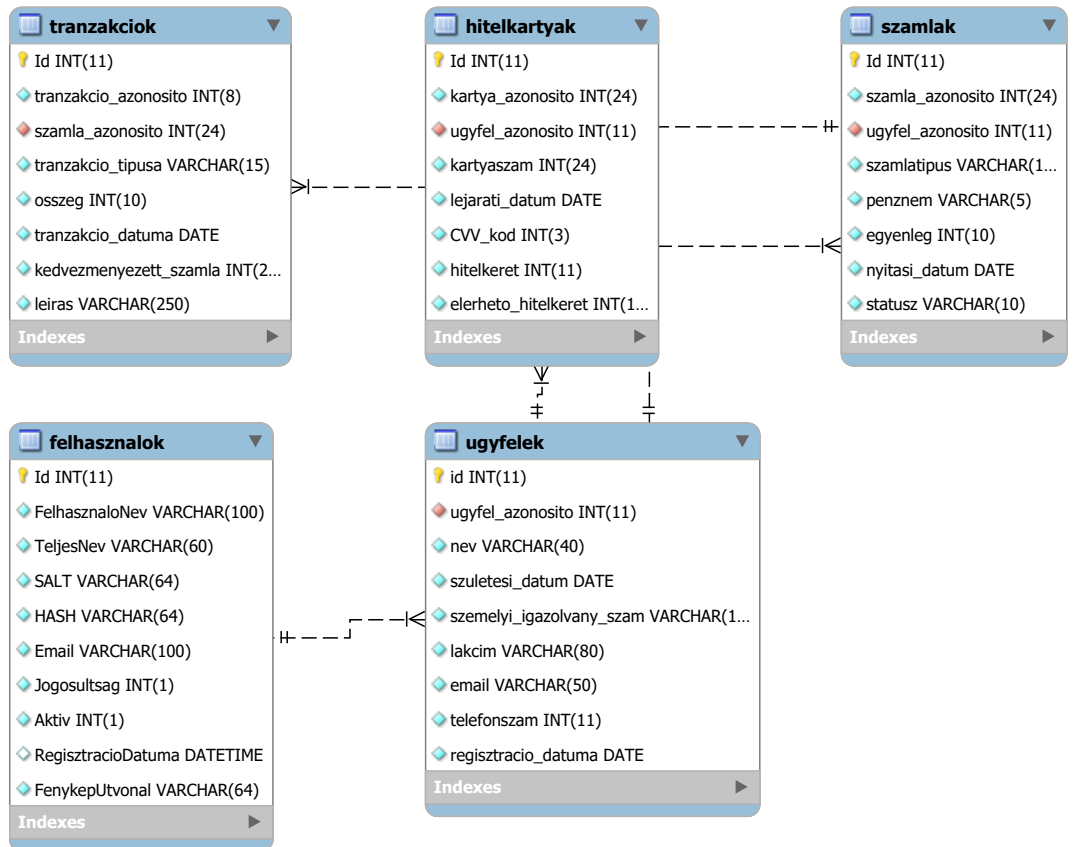 tranzakciok
Id INT(11)
tranzakcio_azonosito INT(8)
szamla_azonosito INT(24)
tranzakcio_tipusa VARCHAR(15)
osszeg INT(10)
tranzakcio_datuma DATE
kedvezmenyezett_szamla INT(2...
leiras VARCHAR(250)
Indexes
hitelkartyak
Id INT(11)
kartya_azonosito INT(24)
ugyfel_azonosito INT(11)
kartyaszam INT(24)
lejarati_datum DATE
CVV_kod INT(3)
hitelkeret INT(11)
elerheto_hitelkeret INT(1...
Indexes
szamlak
Id INT(11)
szamla_azonosito INT(24)
ugyfel_azonosito INT(11)
szamlatipus VARCHAR(1...
penznem VARCHAR(5)
egyenleg INT(10)
nyitasi_datum DATE
statusz VARCHAR(10)
Indexes
felhasznalok
Id INT(11)
FelhasznaloNev VARCHAR(100)
TeljesNev VARCHAR(60)
SALT VARCHAR(64)
HASH VARCHAR(64)
Email VARCHAR(100)
Jogosultsag INT(1)
Aktiv INT(1)
RegisztracioDatuma DATETIME
FenykepUtvonal VARCHAR(64)
Indexes
ugyfelek
id INT(11)
ugyfel_azonosito INT(11)
nev VARCHAR(40)
szuletesi_datum DATE
szemelyi_igazolvany_szam VARCHAR(1...
lakcim VARCHAR(80)
email VARCHAR(50)
telefonszam INT(11)
regisztracio_datuma DATE
Indexes